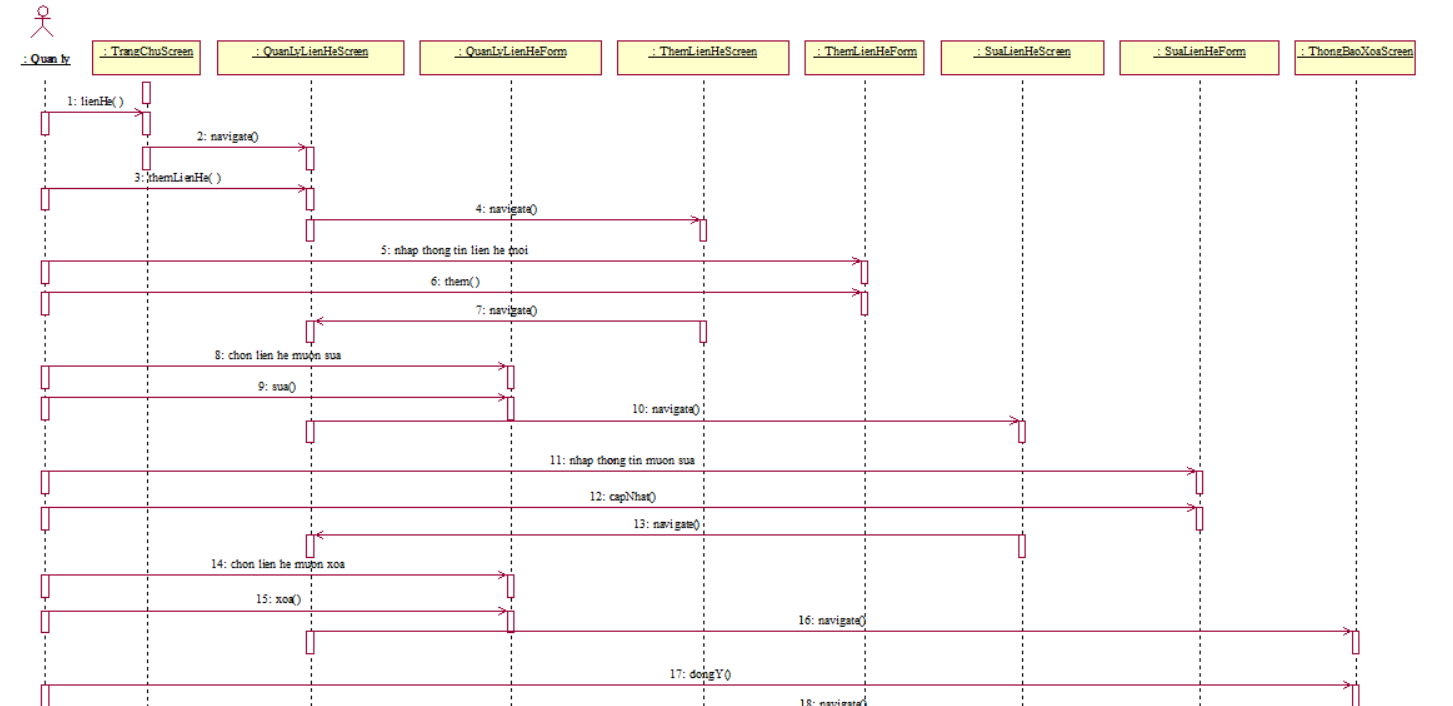 : Quan ly
: TrangChuScreen
: QuanLyLienHeScreen
: QuanLyLienHeForm
: ThemLienHeScreen
: ThemLienHeForm
: SuaLienHeScreen
: SuaLienHeForm
: ThongBaoXoaScreen
1: lienHe( )
2: navigate()
3: themLienHe( )
4: navigate()
5: nhap thong tin lien he moi
6: them( )
7: navigate()
8: chon lien he muon sua
9: sua()
10: navigate()
11: nhap thong tin muon sua
12: capNhat()
13: navigate()
14: chon lien he muon xoa
15: xoa()
16: navigate()
17: dongY()
18: navigate()